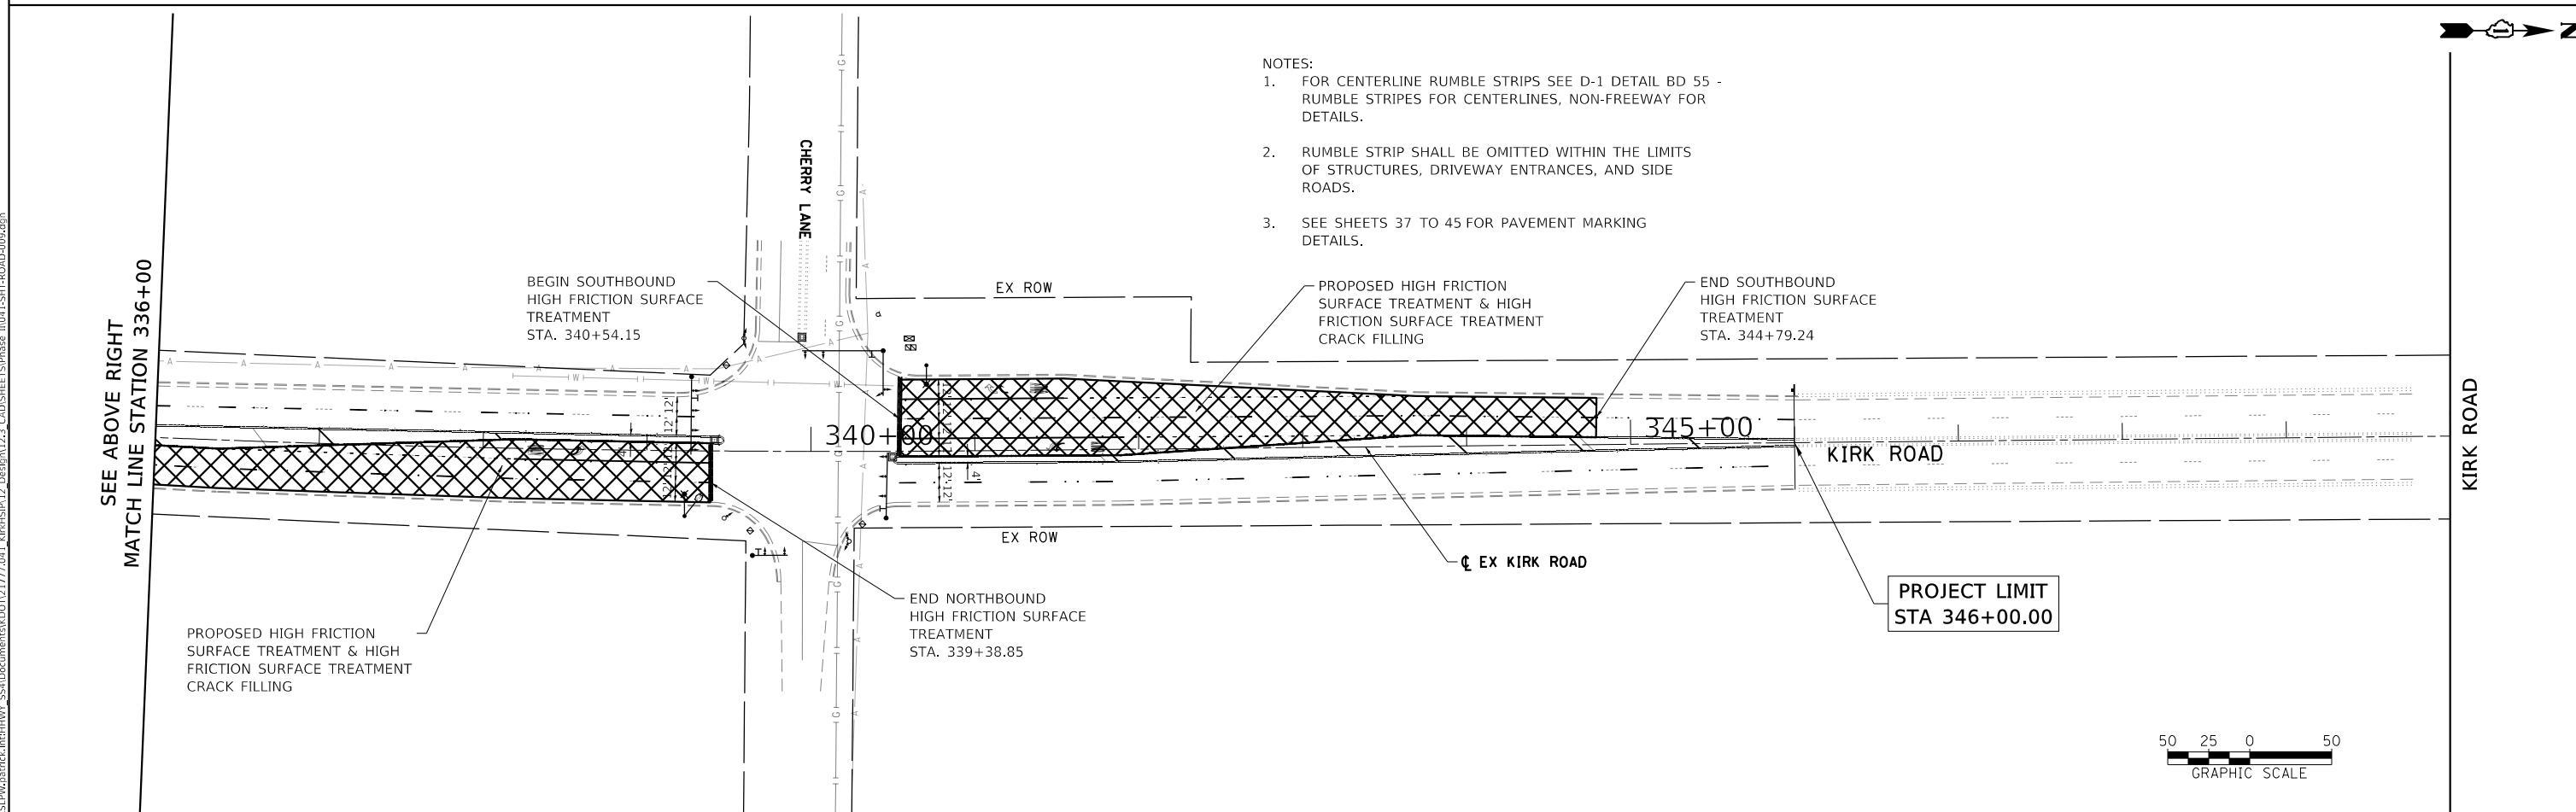 NOTES:
1. FOR CENTERLINE RUMBLE STRIPS SEE D-1 DETAIL BD 55 -
RUMBLE STRIPES FOR CENTERLINES, NON-FREEWAY FOR
DETAILS.
2. RUMBLE STRIP SHALL BE OMITTED WITHIN THE LIMITS
OF STRUCTURES, DRIVEWAY ENTRANCES, AND SIDE
ROADS.
3. SEE SHEETS 37 TO 45 FOR PAVEMENT MARKING
DETAILS.
N
CHERRY LANE
SEE ABOVE RIGHT
MATCH LINE STATION 336+00
BEGIN SOUTHBOUND
HIGH FRICTION SURFACE
TREATMENT
STA. 340+54.15
EX ROW
PROPOSED HIGH FRICTION
SURFACE TREATMENT & HIGH
FRICTION SURFACE TREATMENT
CRACK FILLING
END SOUTHBOUND
HIGH FRICTION SURFACE
TREATMENT
STA. 344+79.24
340+00
345+00
KIRK ROAD
KIRK ROAD
12' 12'
12' 12'
4'
EX ROW
℄ EX KIRK ROAD
PROJECT LIMIT
STA 346+00.00
END NORTHBOUND
HIGH FRICTION SURFACE
TREATMENT
STA. 339+38.85
PROPOSED HIGH FRICTION
SURFACE TREATMENT & HIGH
FRICTION SURFACE TREATMENT
CRACK FILLING
50 25 0 50
GRAPHIC SCALE